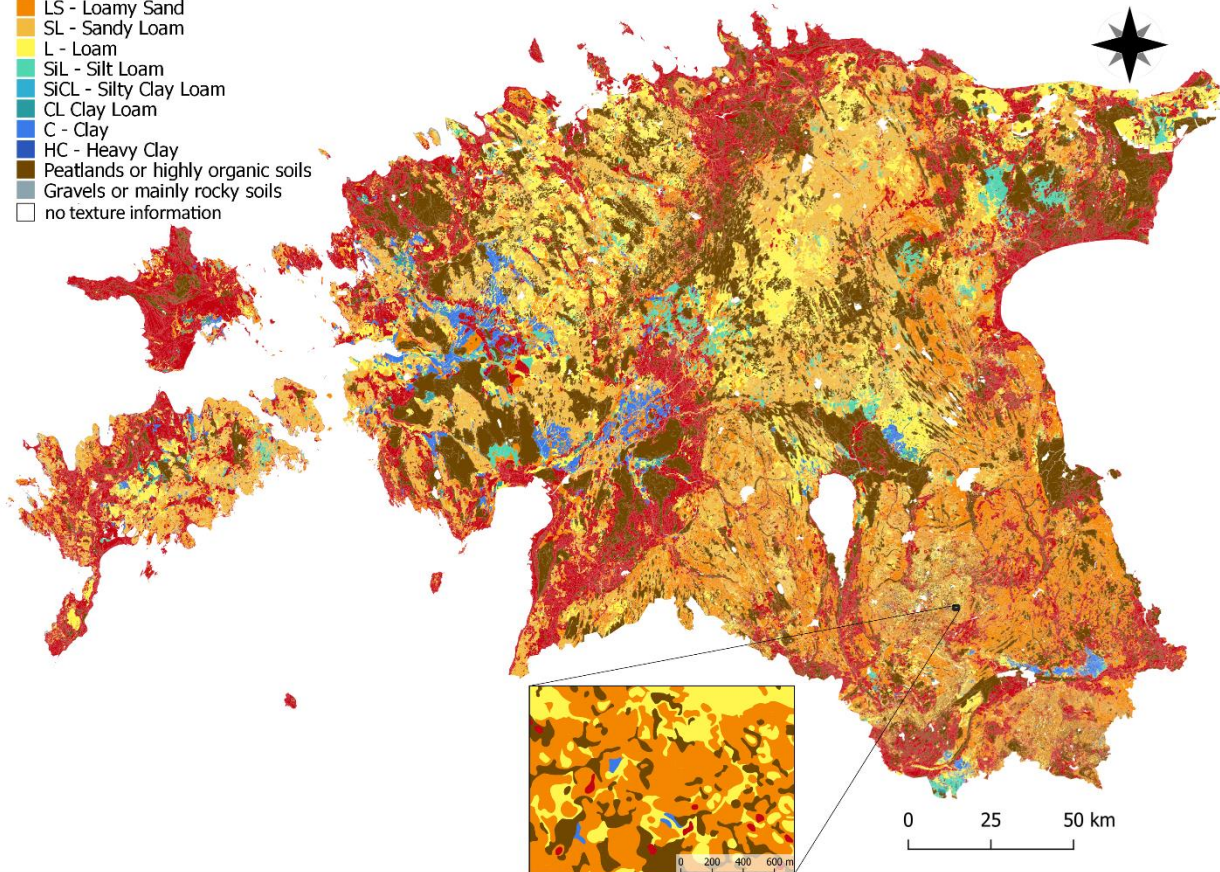 LS - Loamy Sand
SL - Sandy Loam
L - Loam
SiL - Silt Loam
SiCL - Silty Clay Loam
CL Clay Loam
C - Clay
HC - Heavy Clay
Peatlands or highly organic soils
Gravels or mainly rocky soils
no texture information
0 25 50 km
0 200 400 600 m